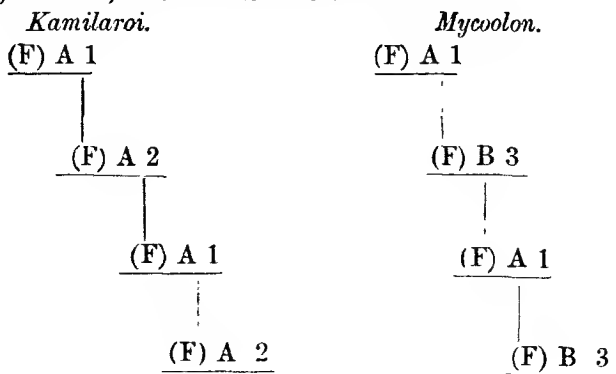 Kamilaroi. Mycoolon.
(F) A 1 (F) A 1
(F) A 2 (F) B 3
(F) A 1 (F) A 1
(F) A 2 (F) B 3